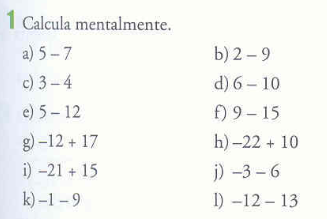 1 Calcula mentalmente.
a) 5 – 7 b) 2 – 9
c) 3 – 4 d) 6 – 10
e) 5 – 12 f) 9 – 15
g) –12 + 17 h) –22 + 10
i) –21 + 15 j) –3 – 6
k) –1 – 9 l) –12 – 13